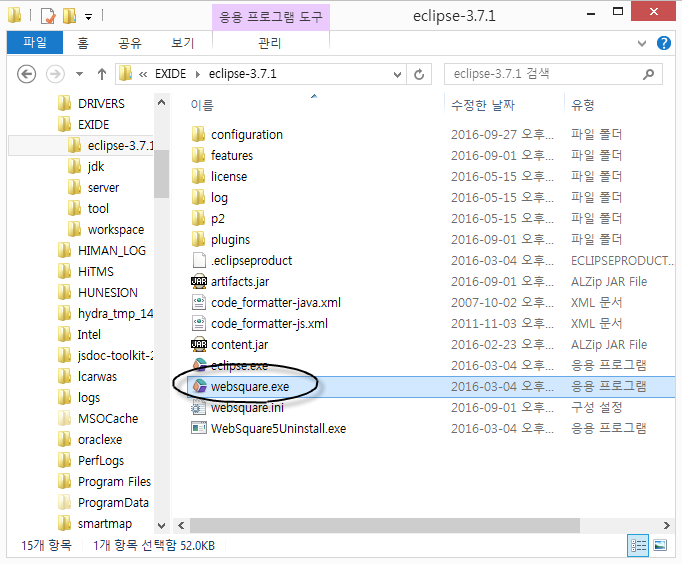 응용 프로그램 도구
eclipse-3.7.1
파일 홈 공유 보기 관리
« EXIDE ▸ eclipse-3.7.1
eclipse-3.7.1 검색
DRIVERS
EXIDE
eclipse-3.7.1
jdk
server
tool
workspace
HIMAN_LOG
HiTMS
HUNESION
hydra_tmp_14
Intel
jsdoc-toolkit-2
lcarwas
logs
MSOCache
oraclexe
PerfLogs
Program Files
ProgramData
smartmap
이름 수정한 날짜 유형
configuration 2016-09-27 오후... 파일 폴더
features 2016-09-01 오후... 파일 폴더
license 2016-05-15 오후... 파일 폴더
log 2016-05-15 오후... 파일 폴더
p2 2016-05-15 오후... 파일 폴더
plugins 2016-09-01 오후... 파일 폴더
.eclipseproduct 2016-03-04 오후... ECLIPSEPRODUCT...
artifacts.jar 2016-09-01 오후... ALZip JAR File
code_formatter-java.xml 2007-10-02 오후... XML 문서
code_formatter-js.xml 2011-11-03 오후... XML 문서
content.jar 2016-02-23 오후... ALZip JAR File
eclipse.exe 2016-03-04 오후... 응용 프로그램
websquare.exe 2016-03-04 오후... 응용 프로그램
websquare.ini 2016-09-01 오후... 구성 설정
WebSquare5Uninstall.exe 2016-03-04 오후... 응용 프로그램
15개 항목 1개 항목 선택함 52.0KB